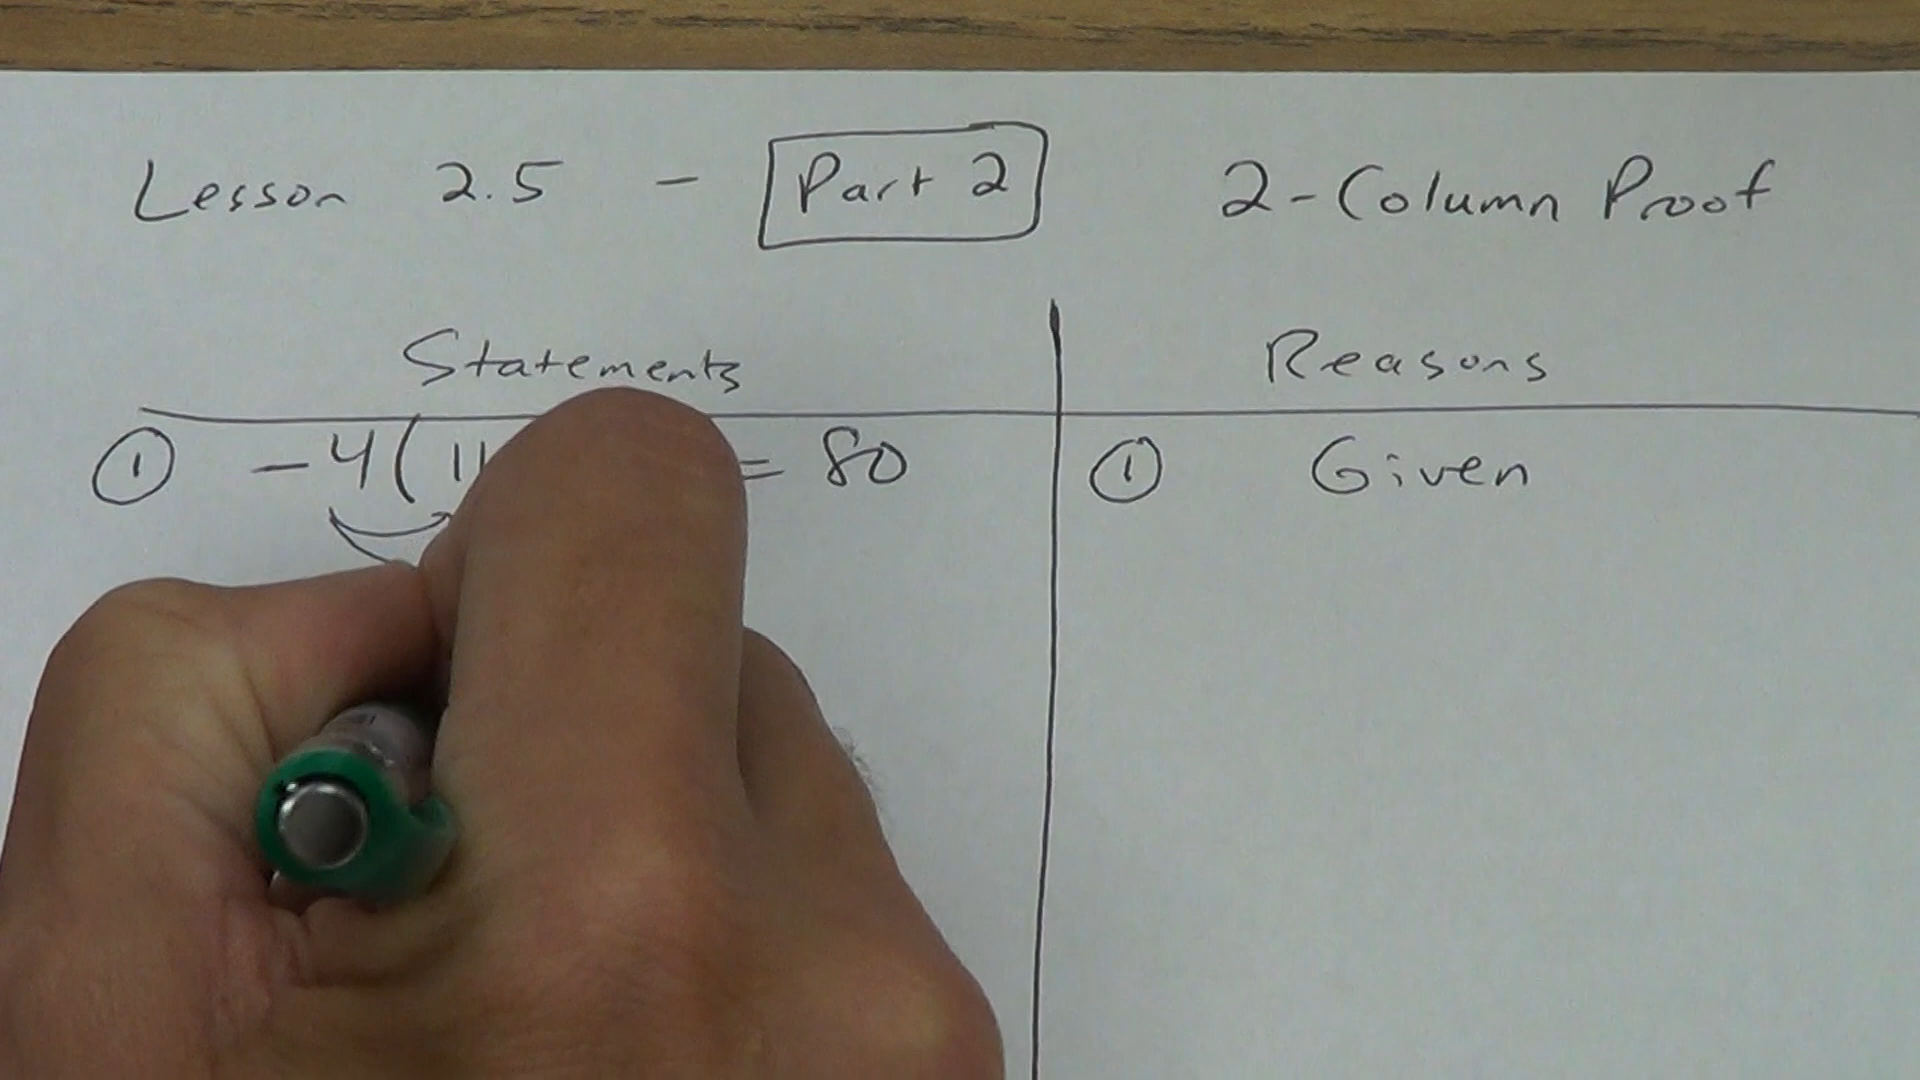 Lesson 2.5 - Part 2 2-Column Proof
Statements Reasons
① -4(11 = 80 ① Given